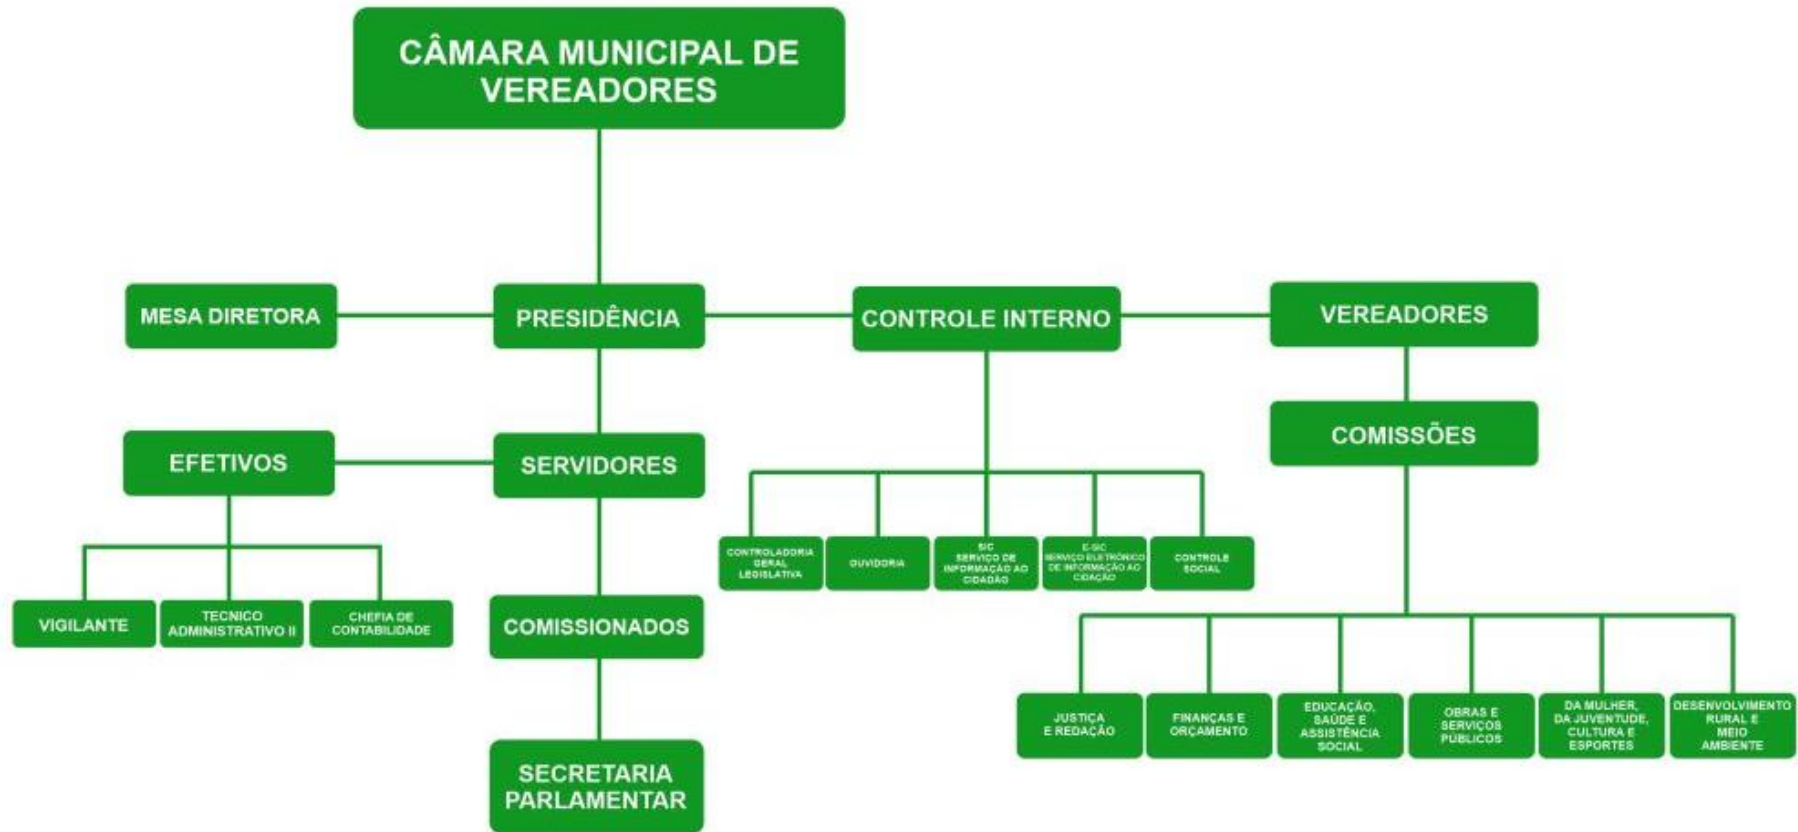 CÂMARA MUNICIPAL DE
VEREADORES
MESA DIRETORA
PRESIDÊNCIA
CONTROLE INTERNO
VEREADORES
EFETIVOS
SERVIDORES
COMISSÕES
CONTROLADORIA
GERAL
LEGISLATIVA
OUVIDORIA
SIC
SERVIÇO DE
INFORMAÇÃO AO
CIDADÃO
E-SIC
SERVIÇO ELETRÔNICO
DE INFORMAÇÃO AO
CIDAÇÃO
CONTROLE
SOCIAL
VIGILANTE
TECNICO
ADMINISTRATIVO II
CHEFIA DE
CONTABILIDADE
COMISSIONADOS
JUSTIÇA
E REDAÇÃO
FINANÇAS E
ORÇAMENTO
EDUCAÇÃO,
SAÚDE E
ASSISTÊNCIA
SOCIAL
OBRAS E
SERVIÇOS
PÚBLICOS
DA MULHER,
DA JUVENTUDE,
CULTURA E
ESPORTES
DESENVOLVIMENTO
RURAL E
MEIO
AMBIENTE
SECRETARIA
PARLAMENTAR